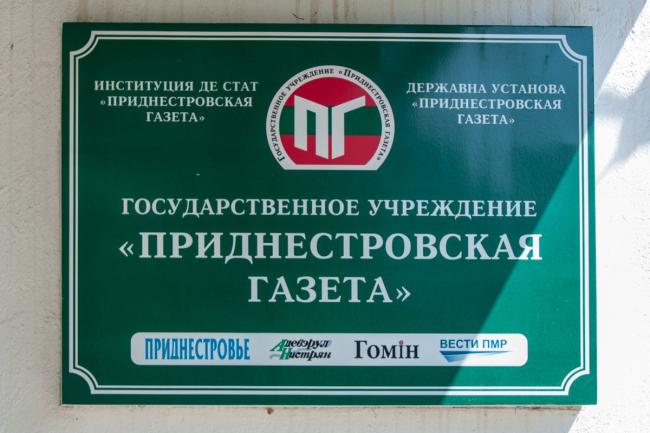 ИНСТИТУЦИЯ ДЕ СТАТ
«ПРИДНЕСТРОВСКАЯ
ГАЗЕТА»
ГОСУДАРСТВЕННОЕ УЧРЕЖДЕНИЕ «ПРИДНЕСТРОВСКАЯ ГАЗЕТА»
ПГ
ДЕРЖАВНА УСТАНОВА
«ПРИДНЕСТРОВСКАЯ
ГАЗЕТА»
ГОСУДАРСТВЕННОЕ УЧРЕЖДЕНИЕ
«ПРИДНЕСТРОВСКАЯ
ГАЗЕТА»
ПРИДНЕСТРОВЬЕ
Адевэрул
Нистрян
Гомін
ВЕСТИ ПМР